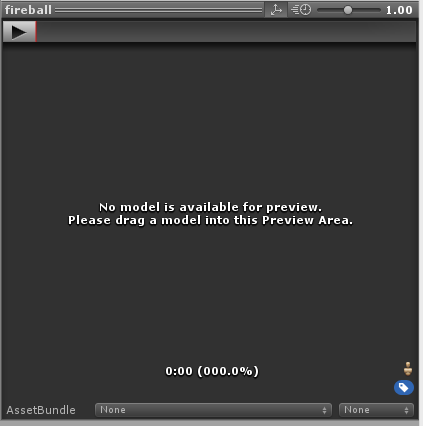 fireball 1.00
No model is available for preview.
Please drag a model into this Preview Area.
0:00 (000.0%)
AssetBundle None None